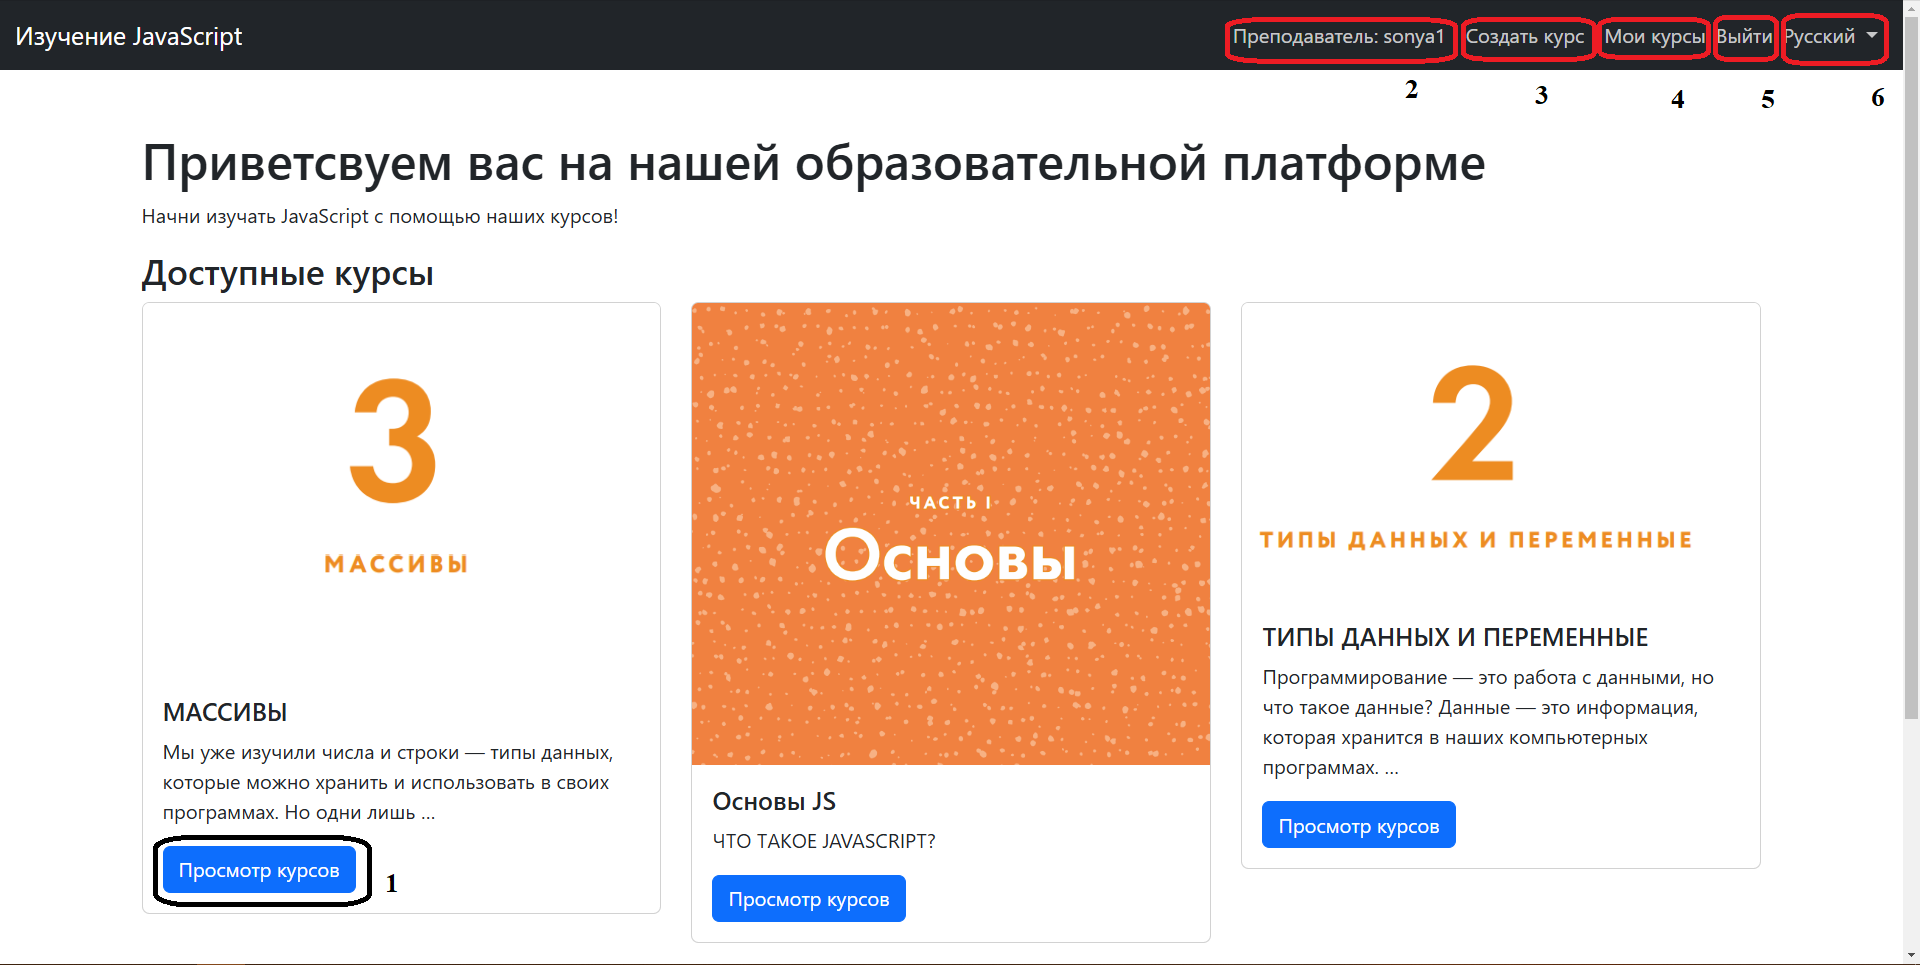 Изучение JavaScript
Преподаватель: sonya1 Создать курс Мои курсы Выйти Русский
2 3 4 5 6
Приветсвуем вас на нашей образовательной платформе
Начни изучать JavaScript с помощью наших курсов!
Доступные курсы
3
МАССИВЫ
МАССИВЫ
Мы уже изучили числа и строки — типы данных,
которые можно хранить и использовать в своих
программах. Но одни лишь ...
Просмотр курсов
1
ЧАСТЬ I
Основы
Основы JS
ЧТО ТАКОЕ JAVASCRIPT?
Просмотр курсов
2
ТИПЫ ДАННЫХ И ПЕРЕМЕННЫЕ
ТИПЫ ДАННЫХ И ПЕРЕМЕННЫЕ
Программирование — это работа с данными, но
что такое данные? Данные — это информация,
которая хранится в наших компьютерных
программах. ...
Просмотр курсов